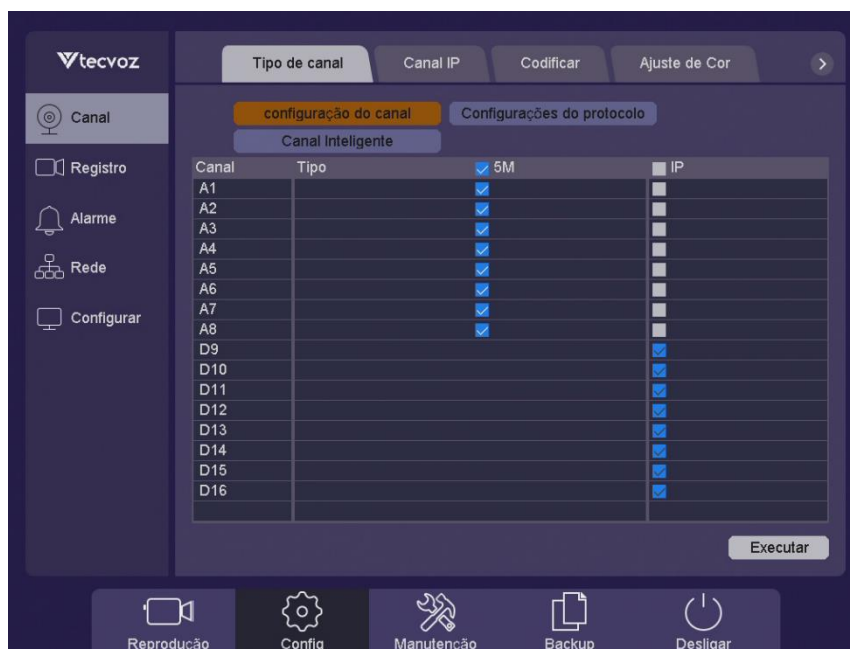 tecvoz
Tipo de canal Canal IP Codificar Ajuste de Cor >
Canal
Registro
Alarme
Rede
Configurar
configuração do canal Configurações do protocolo
Canal Inteligente
Canal Tipo 5M IP
A1
A2
A3
A4
A5
A6
A7
A8
D9
D10
D11
D12
D13
D14
D15
D16
Executar
Reprodução Config Manutenção Backup Desligar